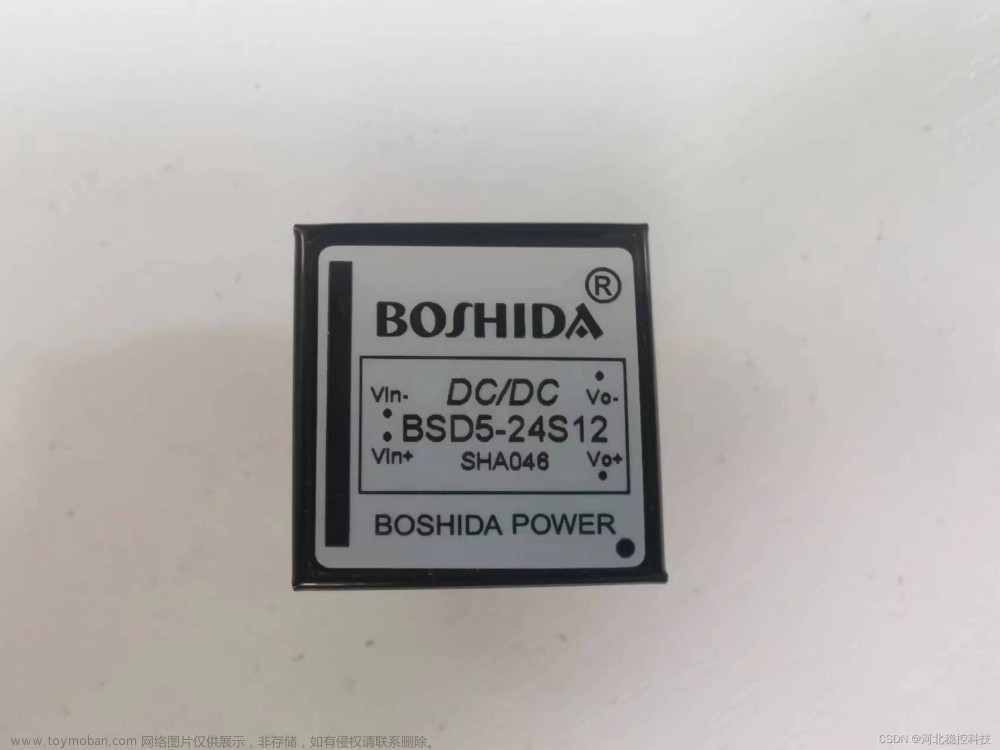 BOSHIDA®
DC/DC
VIn-
Vo-
BSD5-24S12
VIn+
SHA046
Vo+
BOSHIDA POWER
www.toymoban.com 网络图片仅供展示,非存储,如有侵权请联系删除。
CSDN @河北稳控科技